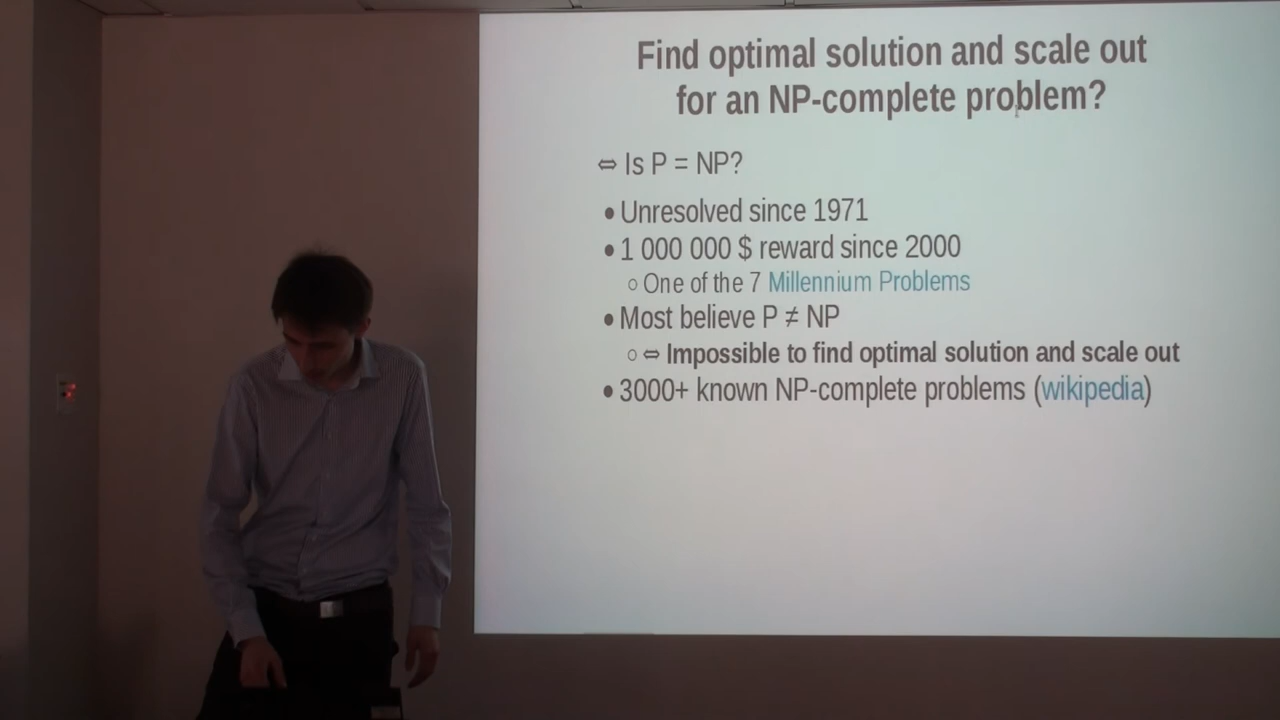 Find optimal solution and scale out
for an NP-complete problem?
⇔ Is P = NP?
• Unresolved since 1971
• 1 000 000 $ reward since 2000
○ One of the 7 Millennium Problems
• Most believe P ≠ NP
○ ⇔ Impossible to find optimal solution and scale out
• 3000+ known NP-complete problems (wikipedia)